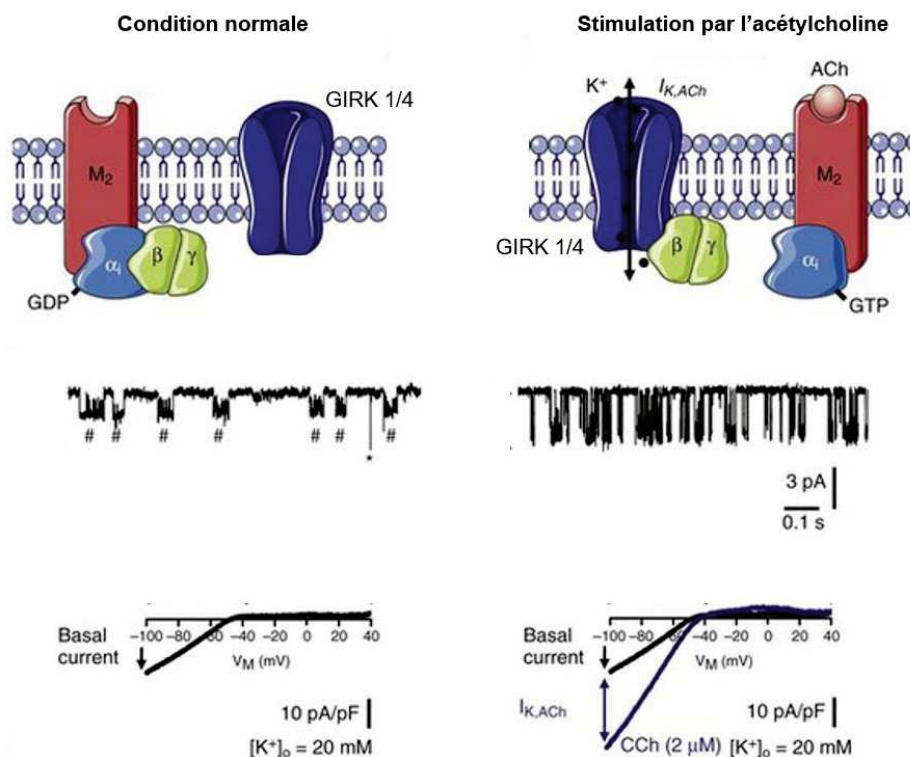 Condition normale
Stimulation par l'acétylcholine
GIRK 1/4
M2
αi
β
γ
GDP
ACh
K+
IK,ACh
M2
GIRK 1/4
β
γ
αi
GTP
# # # # # # #
*
3 pA
0.1 s
Basal
current
−100 −80 −60 −40 −20 0 20 40
VM (mV)
10 pA/pF
[K+]o = 20 mM
Basal
current
−100 −80 −60 −40 −20 0 20 40
VM (mV)
IK,ACh
10 pA/pF
CCh (2 μM) [K+]o = 20 mM